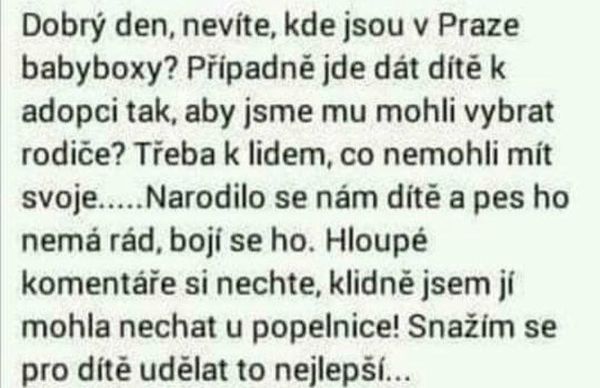 Dobrý den, nevíte, kde jsou v Praze
babyboxy? Případně jde dát dítě k
adopci tak, aby jsme mu mohli vybrat
rodiče? Třeba k lidem, co nemohli mít
svoje.....Narodilo se nám dítě a pes ho
nemá rád, bojí se ho. Hloupé
komentáře si nechte, klidně jsem jí
mohla nechat u popelnice! Snažím se
pro dítě udělat to nejlepší...